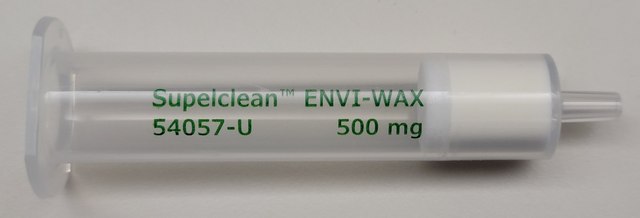 Supelclean™ ENVI-WAX
54057-U 500 mg